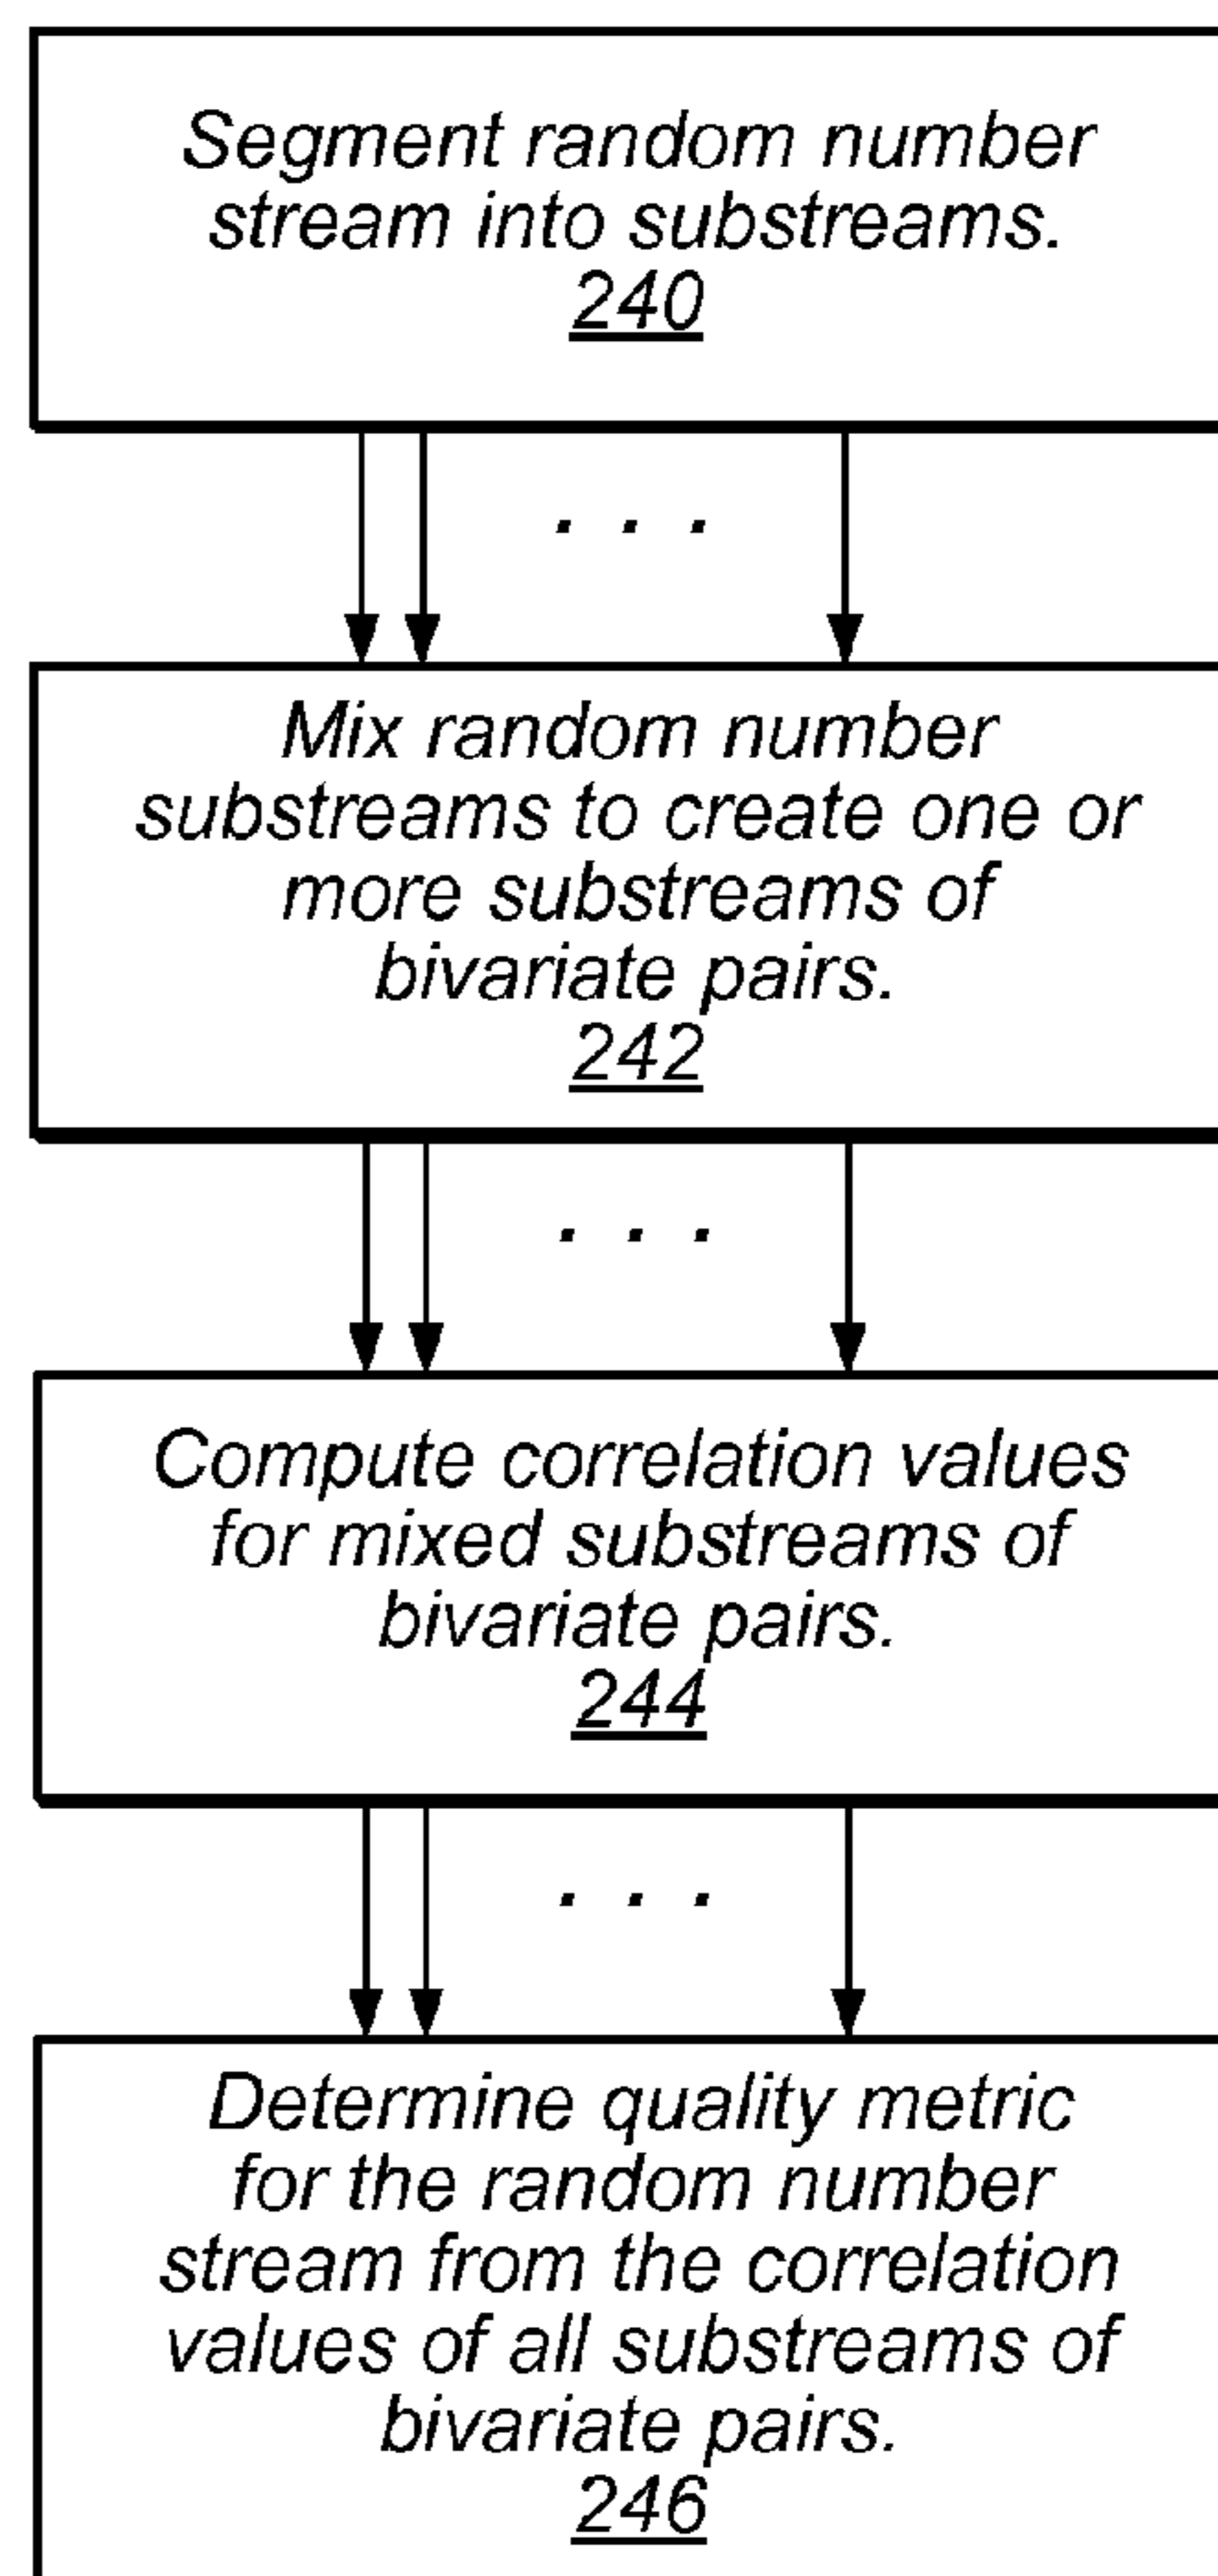 Segment random number
stream into substreams.
240
. . .
Mix random number
substreams to create one or
more substreams of
bivariate pairs.
242
. . .
Compute correlation values
for mixed substreams of
bivariate pairs.
244
. . .
Determine quality metric
for the random number
stream from the correlation
values of all substreams of
bivariate pairs.
246